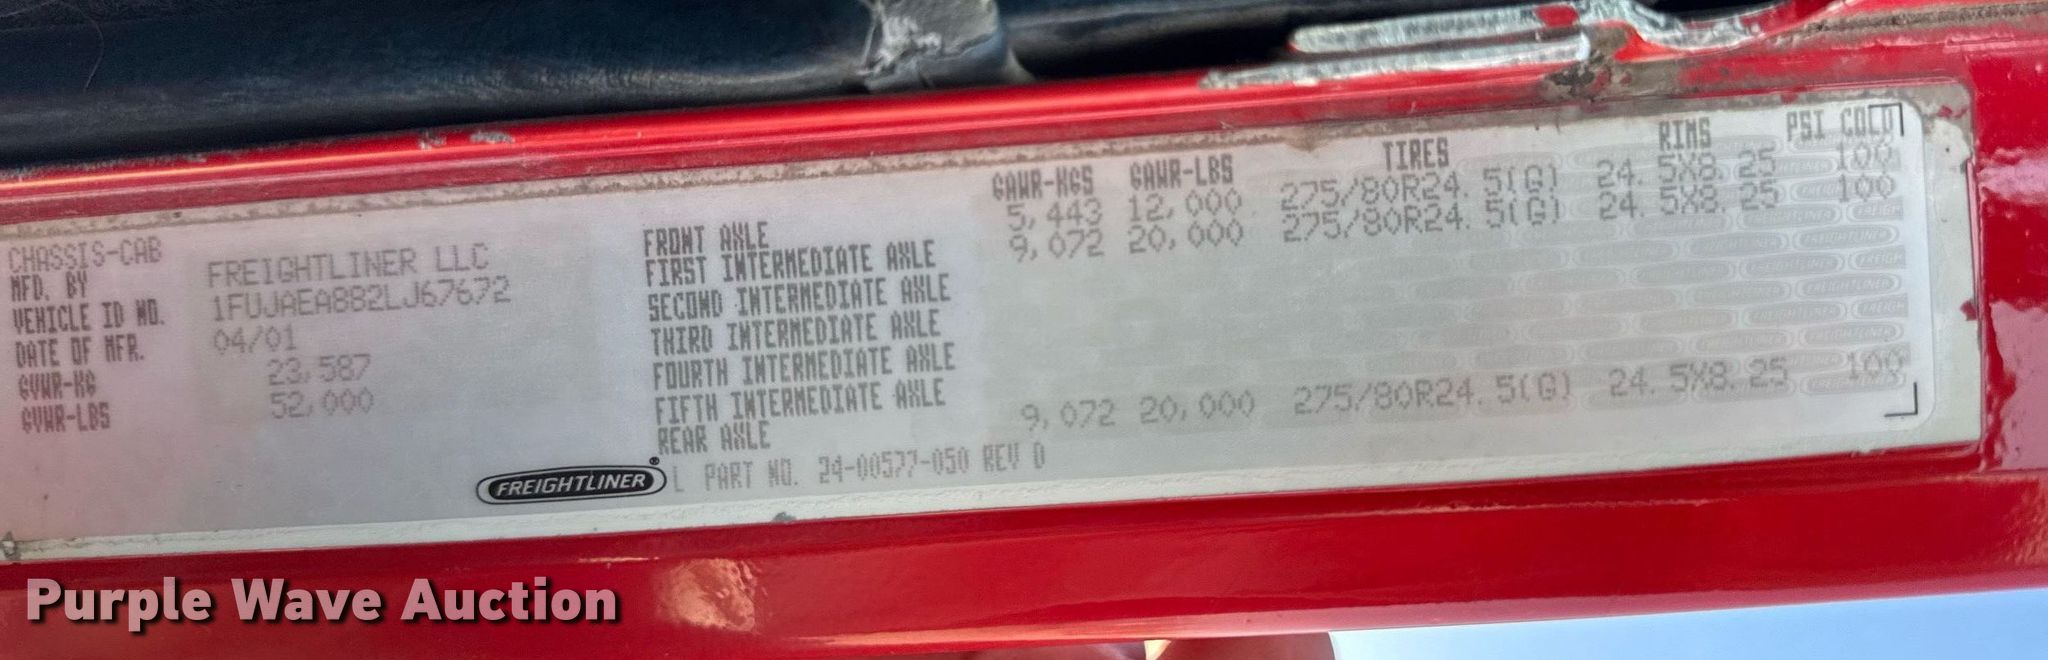 GAWR-KGS GAWR-LBS TIRES RIMS PSI COLD
CHASSIS-CAB
MFD. BY FREIGHTLINER LLC
VEHICLE ID NO. 1FUJAEA882LJ67672
DATE OF MFR. 04/01
GVWR-KG 23,587
GVWR-LBS 52,000
FRONT AXLE 5,443 12,000 275/80R24.5(G) 24.5X8.25 100
FIRST INTERMEDIATE AXLE 9,072 20,000 275/80R24.5(G) 24.5X8.25 100
SECOND INTERMEDIATE AXLE
THIRD INTERMEDIATE AXLE
FOURTH INTERMEDIATE AXLE
FIFTH INTERMEDIATE AXLE
REAR AXLE 9,072 20,000 275/80R24.5(G) 24.5X8.25 100
FREIGHTLINER® L PART NO. 24-00577-050 REV D
Purple Wave Auction